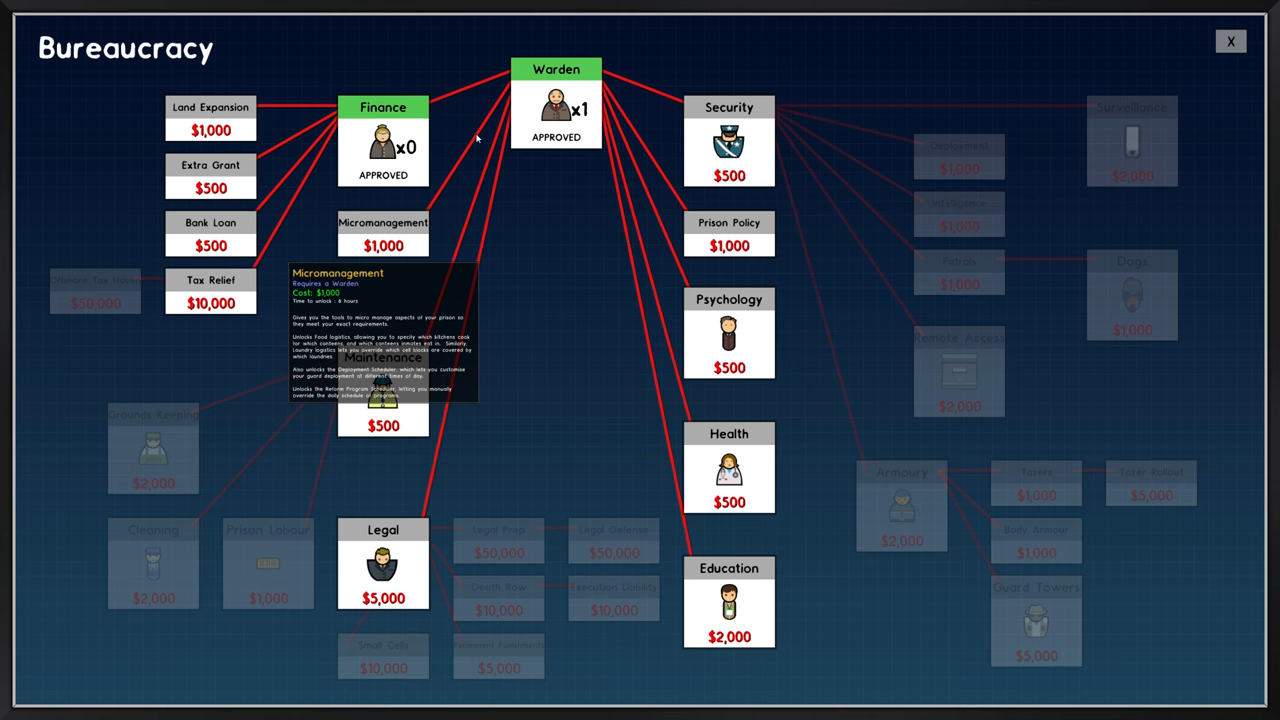 Bureaucracy
X
Warden
x1
APPROVED
Land Expansion
$1,000
Finance
x0
APPROVED
Security
$500
Surveillance
$2,000
Deployment
$1,000
Extra Grant
$500
Intelligence
$1,000
Bank Loan
$500
Micromanagement
$1,000
Prison Policy
$1,000
Patrols
$1,000
Dogs
$1,000
Offshore Tax Haven
$50,000
Tax Relief
$10,000
Micromanagement
Requires a Warden
Cost: $1,000
Time to unlock : 6 hours
Gives you the tools to micro manage aspects of your prison so
they meet your exact requirements.
Unlocks Food logistics, allowing you to specify which kitchens cook
for which canteens, and which canteens inmates eat in. Similarly,
Laundry logistics lets you override which cell blocks are covered by
which laundries.
Also unlocks the Deployment Scheduler, which lets you customise
your guard deployment at different times of day.
Unlocks the Reform Program Scheduler, letting you manually
override the daily schedule of programs.
Psychology
$500
Remote Access
$2,000
Maintenance
$500
Grounds Keeping
$2,000
Health
$500
Armoury
$2,000
Tasers
$1,000
Tazer Rollout
$5,000
Body Armour
$1,000
Cleaning
$2,000
Prison Labour
$1,000
Legal
$5,000
Legal Prep
$50,000
Legal Defense
$50,000
Death Row
$10,000
Execution Liability
$10,000
Education
$2,000
Guard Towers
$5,000
Small Cells
$10,000
Permanent Punishments
$5,000